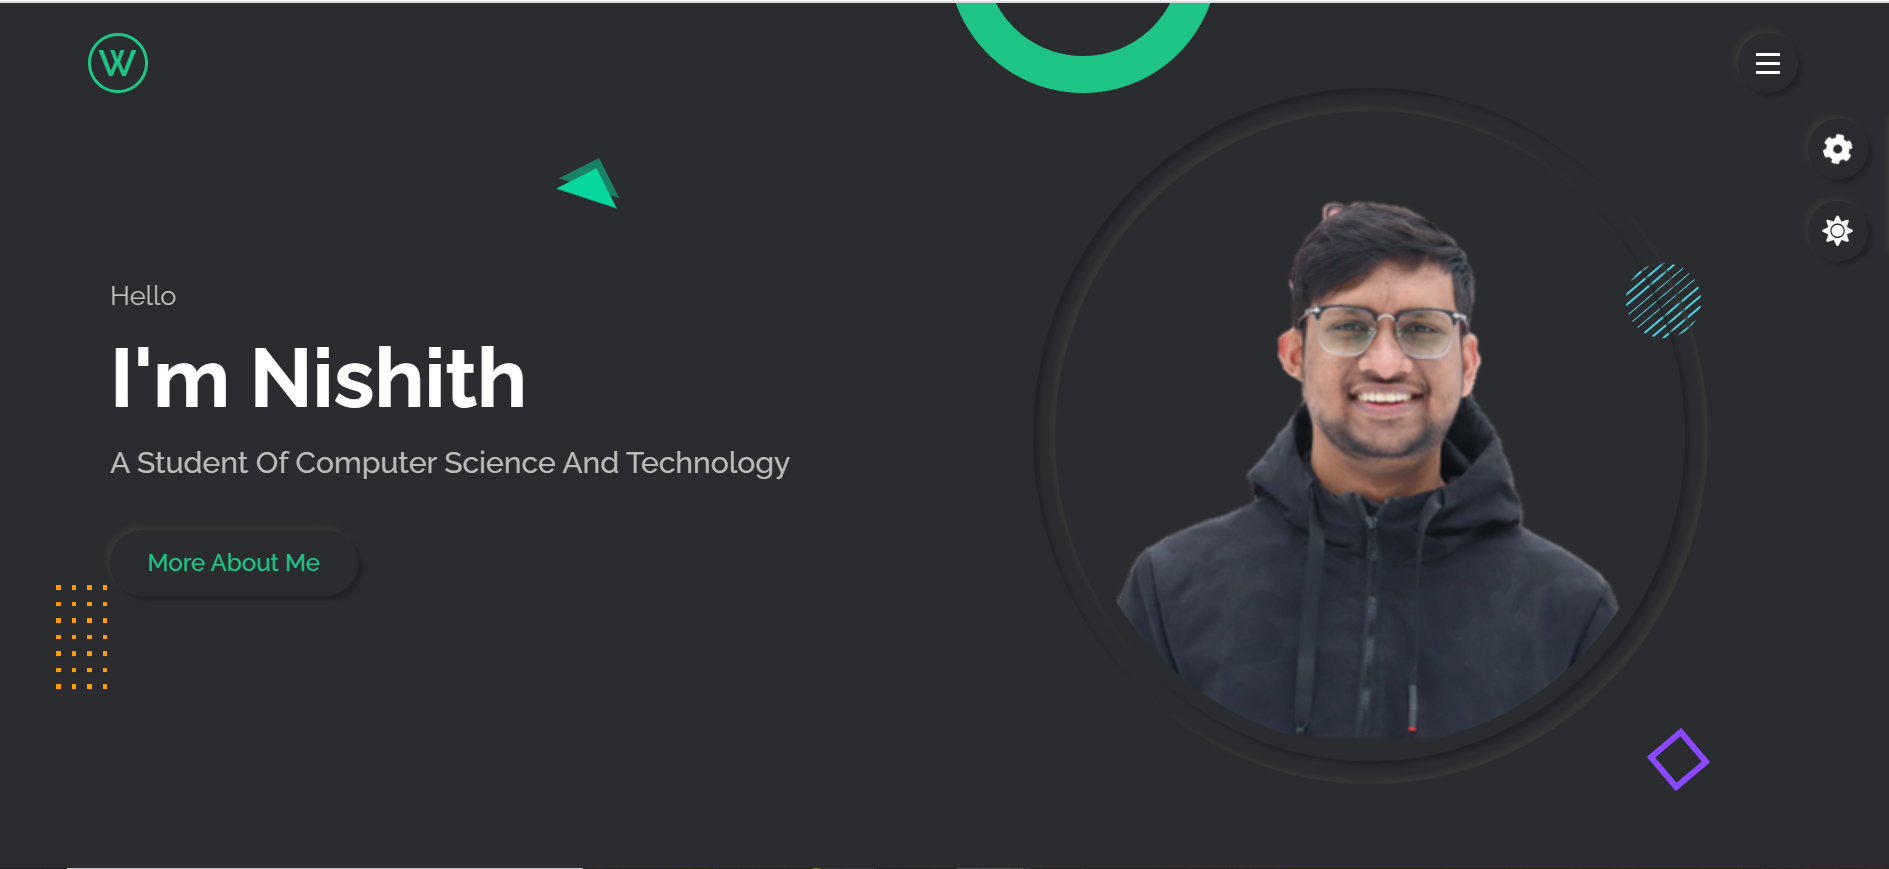 W
Hello
I'm Nishith
A Student Of Computer Science And Technology
More About Me